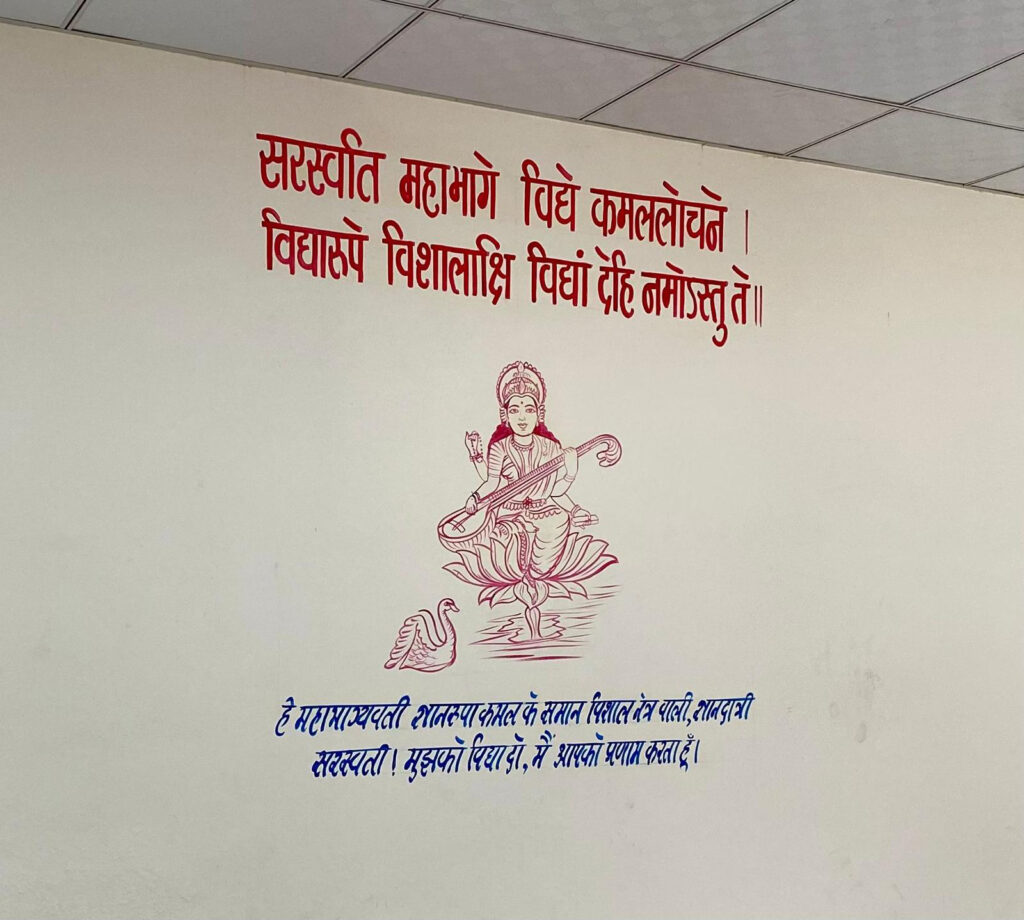 सरस्वति महाभागे विद्ये कमललोचने ।
विद्यारुपे विशालाक्षि विद्यां देहि नमोऽस्तु ते॥
हे महाभाग्यवती ज्ञानरुपा कमल के समान विशाल नेत्र वाली, ज्ञानदात्री
सरस्वती! मुझको विद्या दो, मैं आपको प्रणाम करता हूँ।